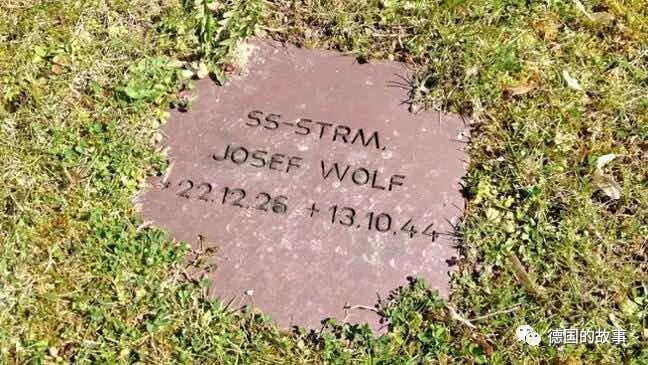 SS-STRM.
JOSEF WOLF
* 22.12.26 + 13.10.44
德国的故事